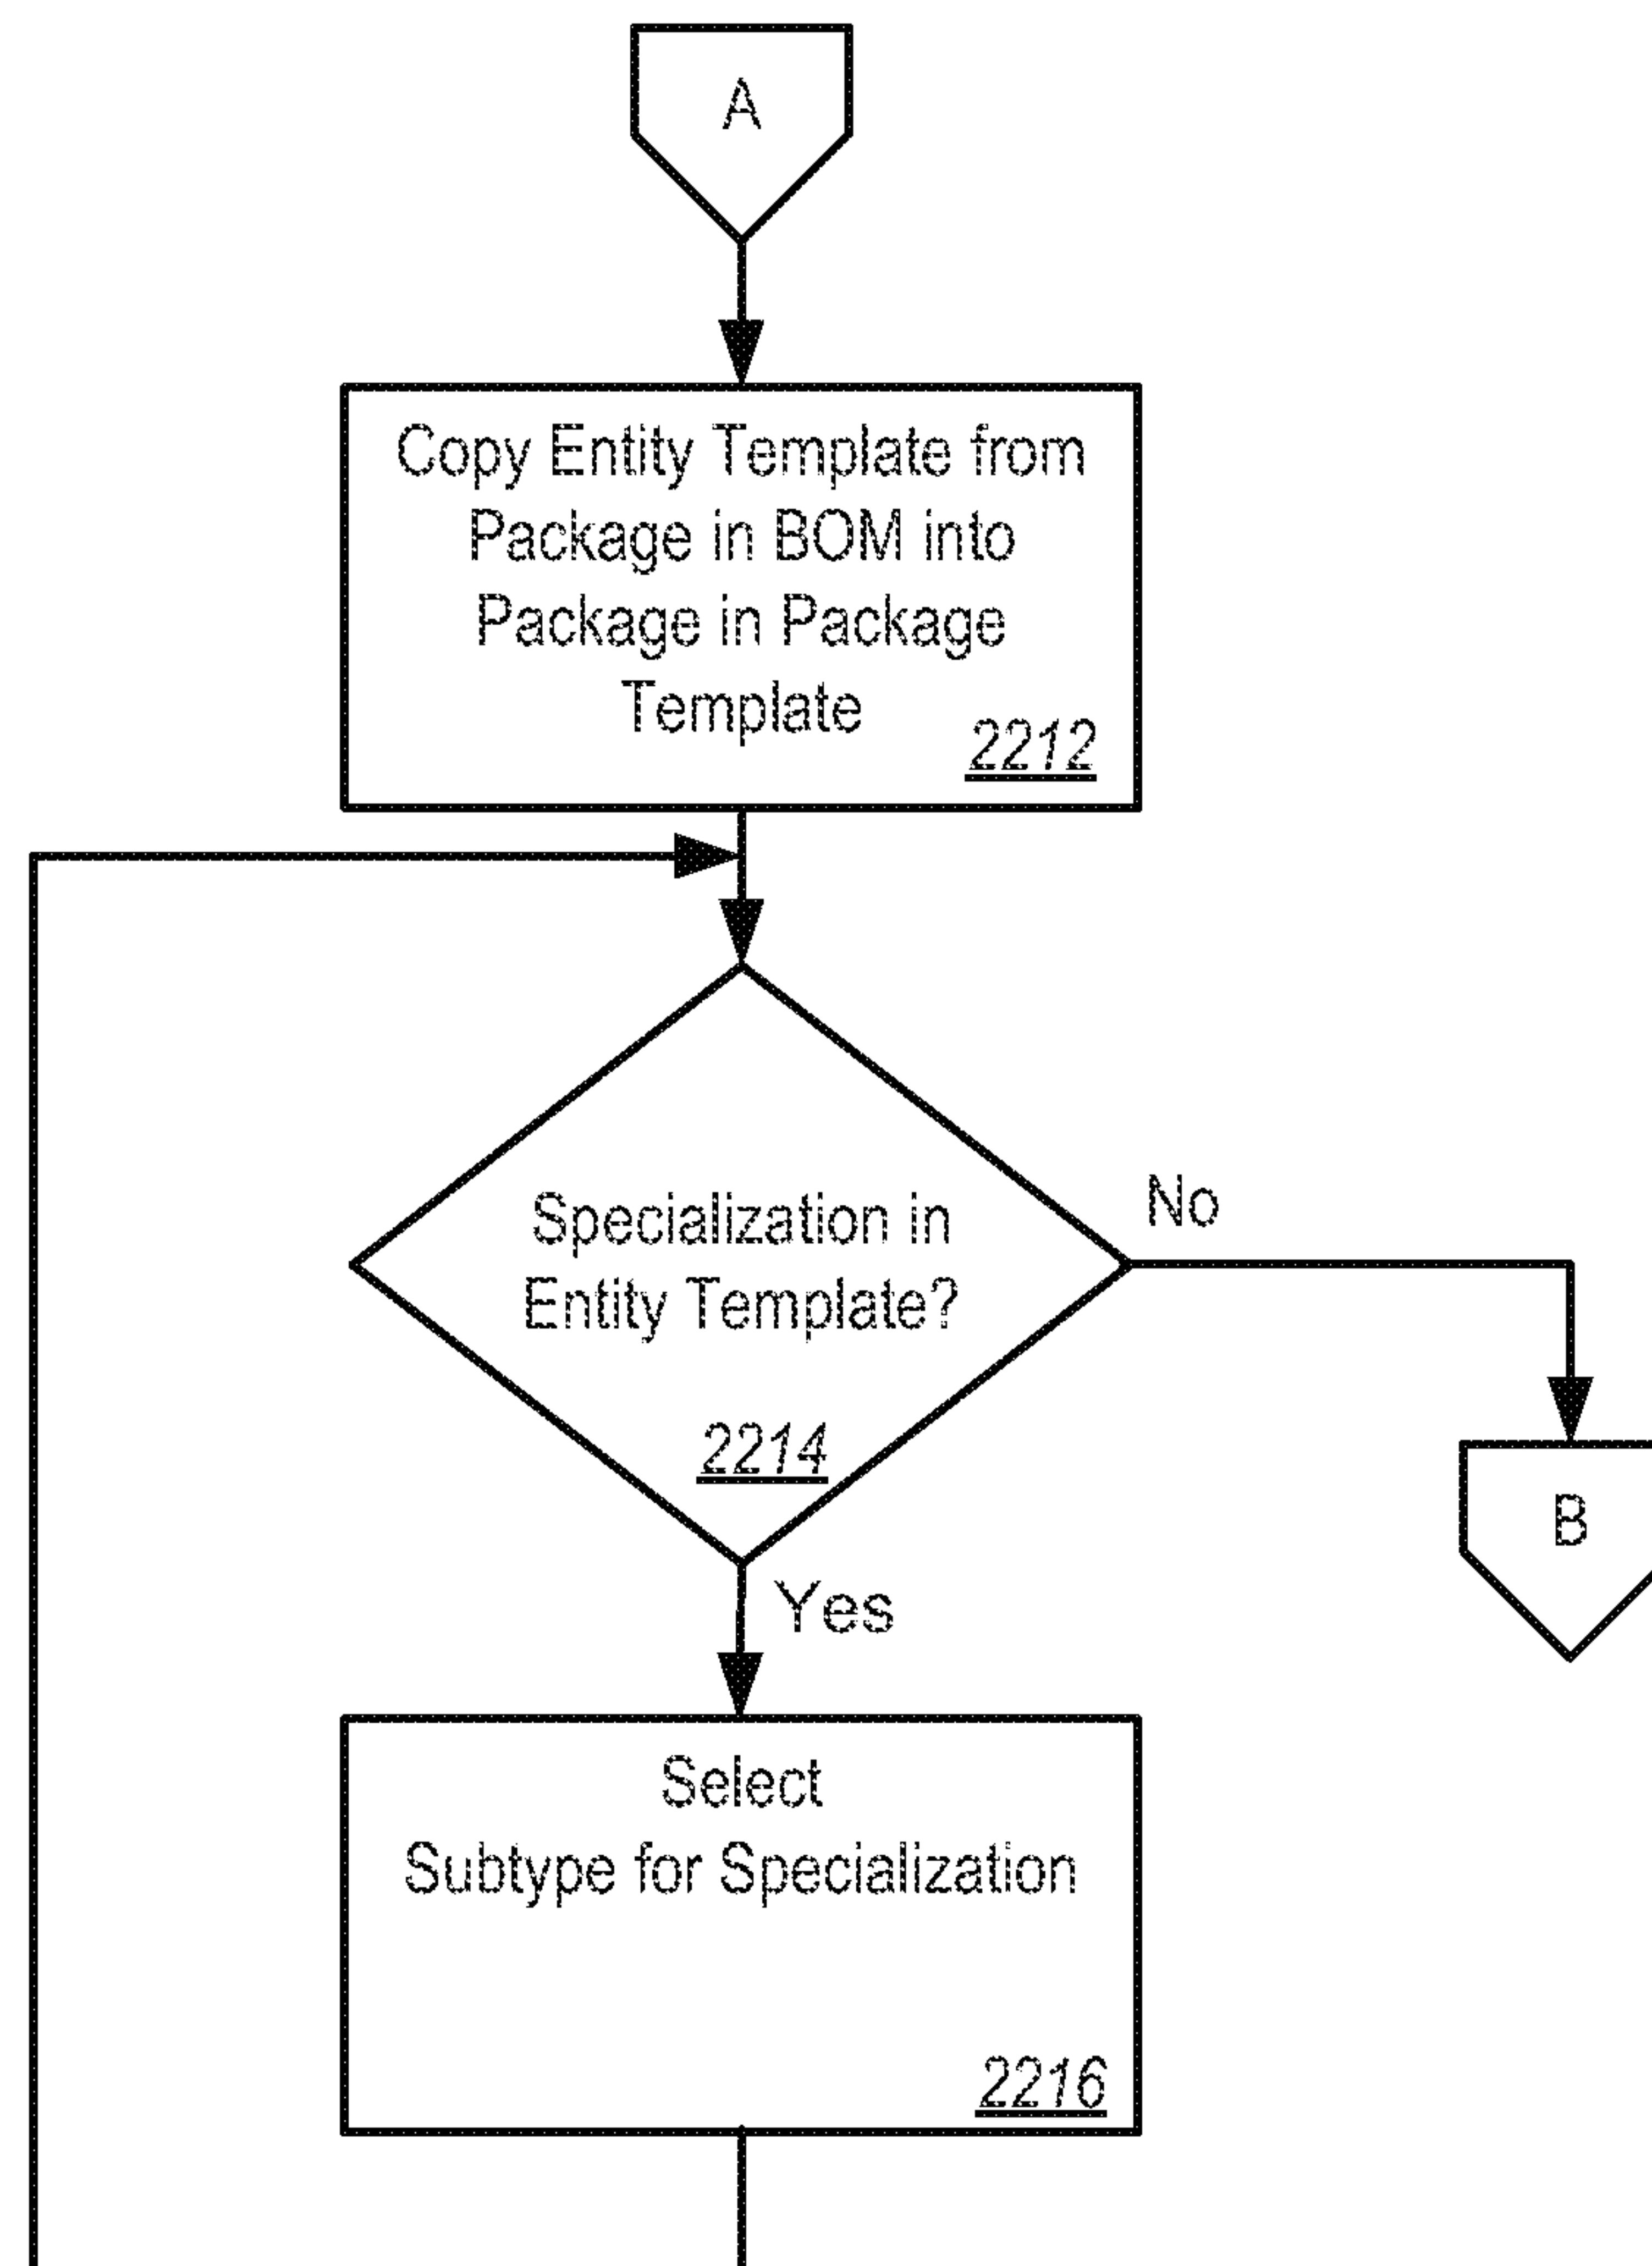 A
Copy Entity Template from
Package in BOM into
Package in Package
Template
2212
Specialization in
Entity Template?
2214
No
B
Yes
Select
Subtype for Specialization
2216